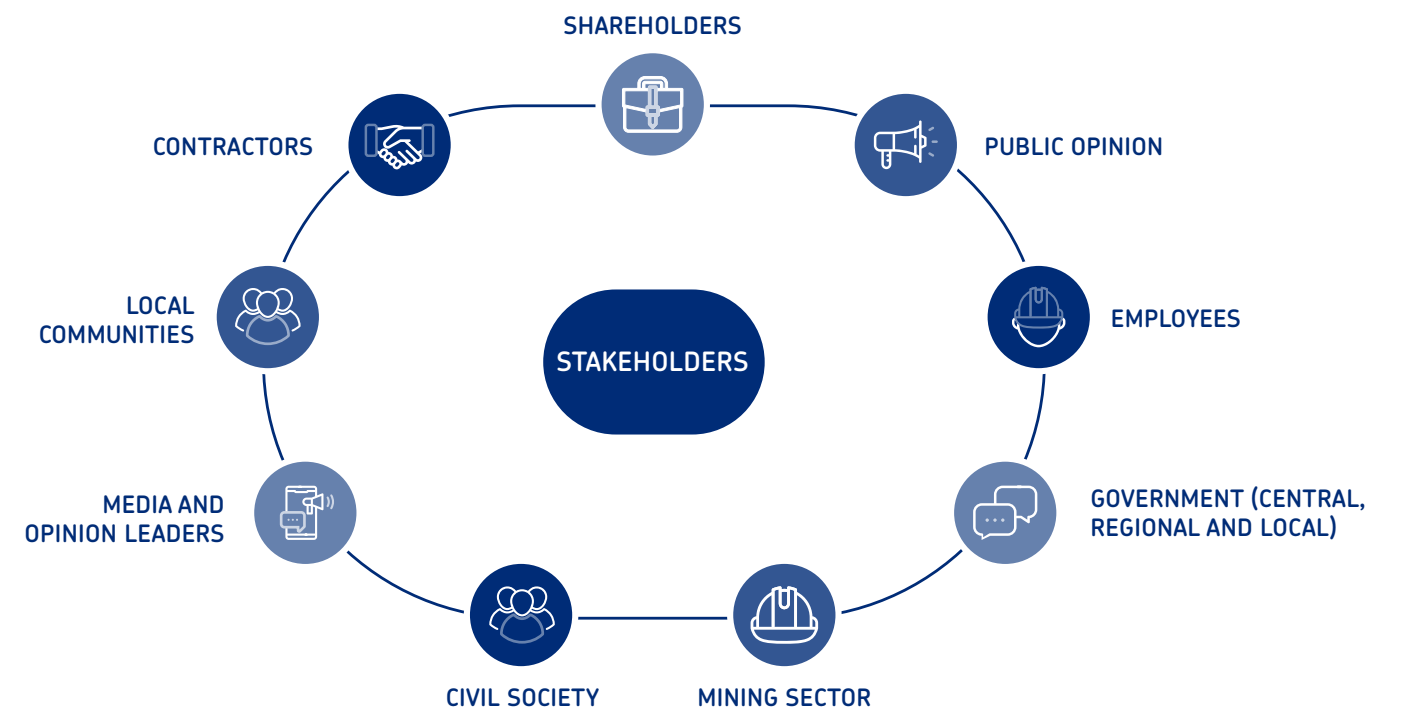 SHAREHOLDERS
CONTRACTORS
PUBLIC OPINION
LOCAL
COMMUNITIES
EMPLOYEES
STAKEHOLDERS
MEDIA AND
OPINION LEADERS
GOVERNMENT (CENTRAL,
REGIONAL AND LOCAL)
CIVIL SOCIETY
MINING SECTOR